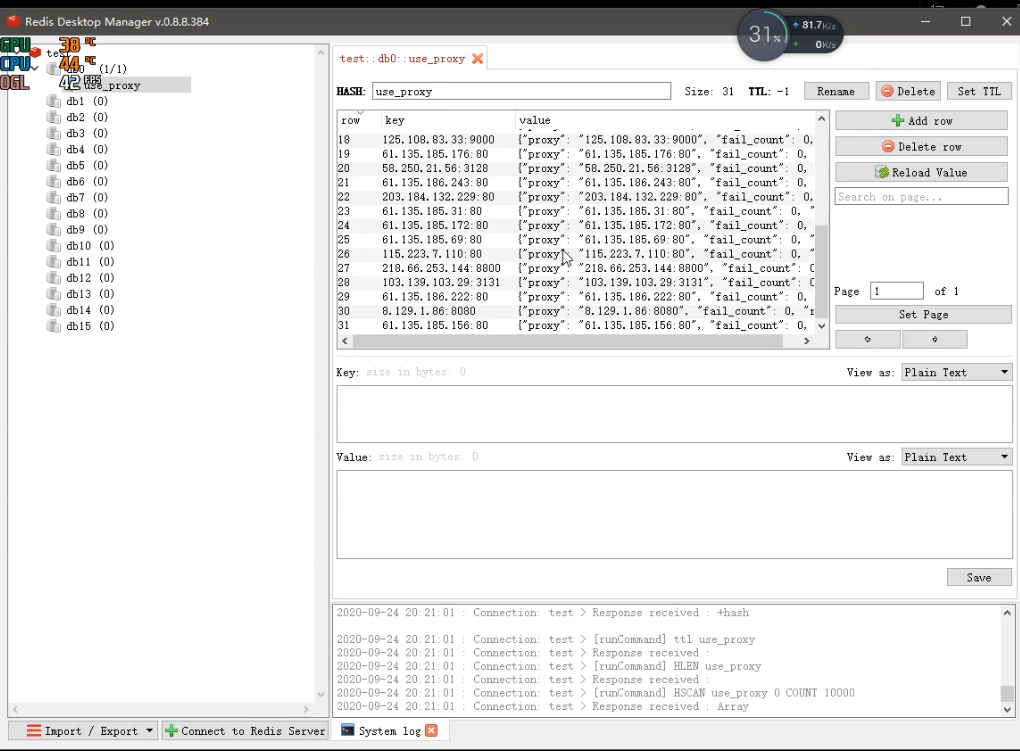 Redis Desktop Manager v.0.8.8.384
31%
81.7K/s
0K/s
GPU 38 °C
CPU 44 °C
OGL 42 FPS
(1/1)
use_proxy
db1 (0)
db2 (0)
db3 (0)
db4 (0)
db5 (0)
db6 (0)
db7 (0)
db8 (0)
db9 (0)
db10 (0)
db11 (0)
db12 (0)
db13 (0)
db14 (0)
db15 (0)
Import / Export
Connect to Redis Server
test::db0::use_proxy
HASH: use_proxy Size: 31 TTL: -1 Rename Delete Set TTL
row key value
18 125.108.83.33:9000 {"proxy": "125.108.83.33:9000", "fail_count": 0,
19 61.135.185.176:80 {"proxy": "61.135.185.176:80", "fail_count": 0,
20 58.250.21.56:3128 {"proxy": "58.250.21.56:3128", "fail_count": 0,
21 61.135.186.243:80 {"proxy": "61.135.186.243:80", "fail_count": 0,
22 203.184.132.229:80 {"proxy": "203.184.132.229:80", "fail_count": 0,
23 61.135.185.31:80 {"proxy": "61.135.185.31:80", "fail_count": 0, "
24 61.135.185.172:80 {"proxy": "61.135.185.172:80", "fail_count": 0,
25 61.135.185.69:80 {"proxy": "61.135.185.69:80", "fail_count": 0, "
26 115.223.7.110:80 {"proxy": "115.223.7.110:80", "fail_count": 0, "
27 218.66.253.144:8800 {"proxy": "218.66.253.144:8800", "fail_count": 0
28 103.139.103.29:3131 {"proxy": "103.139.103.29:3131", "fail_count": 0
29 61.135.186.222:80 {"proxy": "61.135.186.222:80", "fail_count": 0,
30 8.129.1.86:8080 {"proxy": "8.129.1.86:8080", "fail_count": 0, "r
31 61.135.185.156:80 {"proxy": "61.135.185.156:80", "fail_count": 0,
Add row
Delete row
Reload Value
Search on page...
Page 1 of 1
Set Page
Key: size in bytes: 0 View as: Plain Text
Value: size in bytes: 0 View as: Plain Text
Save
2020-09-24 20:21:01 : Connection: test > Response received : +hash
2020-09-24 20:21:01 : Connection: test > [runCommand] ttl use_proxy
2020-09-24 20:21:01 : Connection: test > Response received :
2020-09-24 20:21:01 : Connection: test > [runCommand] HLEN use_proxy
2020-09-24 20:21:01 : Connection: test > Response received :
2020-09-24 20:21:01 : Connection: test > [runCommand] HSCAN use_proxy 0 COUNT 10000
2020-09-24 20:21:01 : Connection: test > Response received : Array
System log